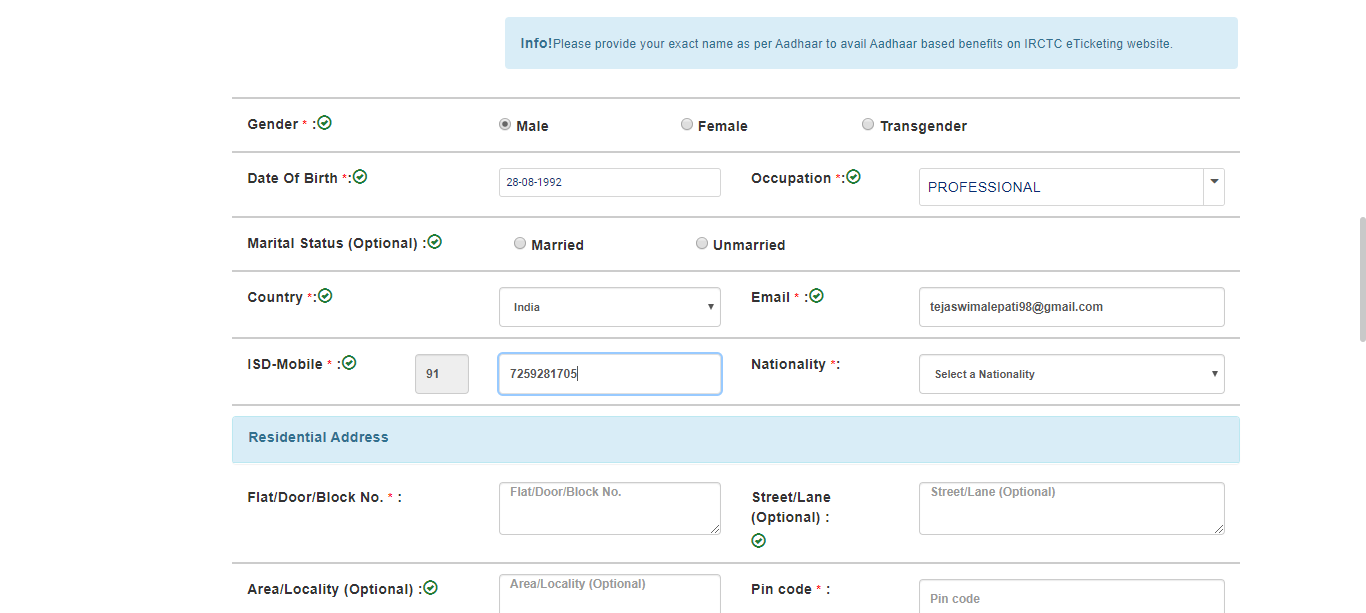 Info!Please provide your exact name as per Aadhaar to avail Aadhaar based benefits on IRCTC eTicketing website.
Gender * : Male Female Transgender
Date Of Birth *: 28-08-1992 Occupation *: PROFESSIONAL
Marital Status (Optional) : Married Unmarried
Country *: India Email * : tejaswimalepati98@gmail.com
ISD-Mobile * : 91 7259281705 Nationality *: Select a Nationality
Residential Address
Flat/Door/Block No. * : Flat/Door/Block No. Street/Lane Street/Lane (Optional)
(Optional) :
Area/Locality (Optional) : Area/Locality (Optional) Pin code * : Pin code